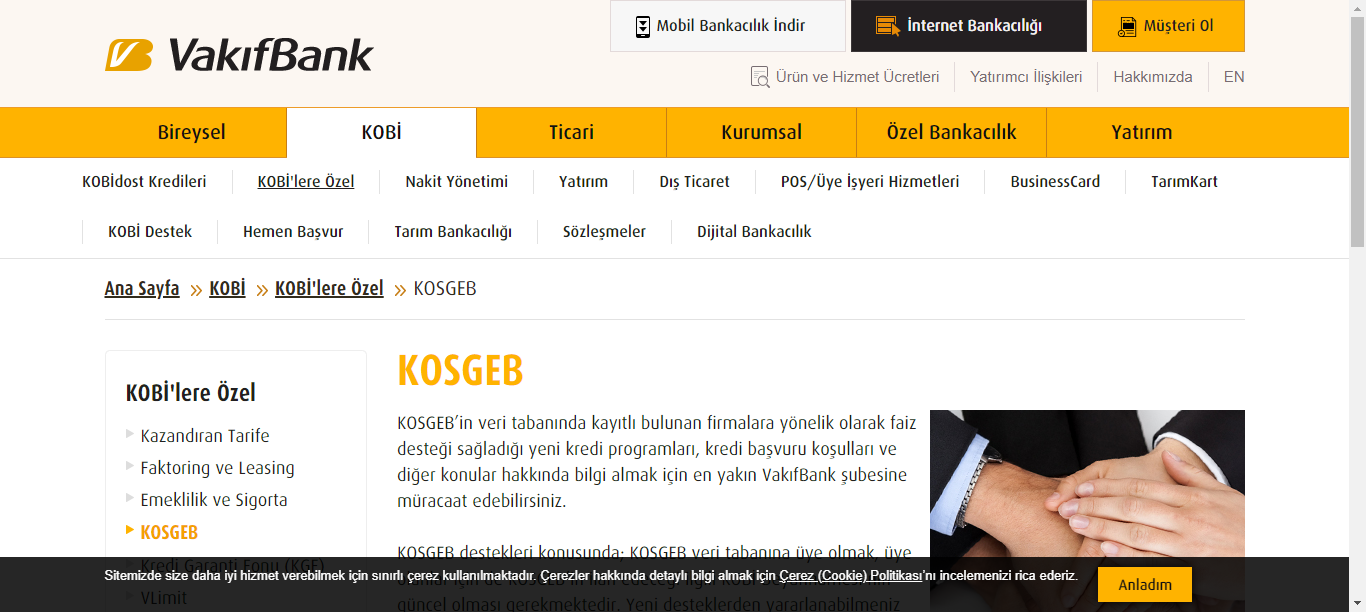 VakıfBank
Mobil Bankacılık İndir
İnternet Bankacılığı
Müşteri Ol
Ürün ve Hizmet Ücretleri
Yatırımcı İlişkileri
Hakkımızda
EN
Bireysel
KOBİ
Ticari
Kurumsal
Özel Bankacılık
Yatırım
KOBİdost Kredileri
KOBİ'lere Özel
Nakit Yönetimi
Yatırım
Dış Ticaret
POS/Üye İşyeri Hizmetleri
BusinessCard
TarımKart
KOBİ Destek
Hemen Başvur
Tarım Bankacılığı
Sözleşmeler
Dijital Bankacılık
Ana Sayfa » KOBİ » KOBİ'lere Özel » KOSGEB
KOBİ'lere Özel
Kazandıran Tarife
Faktoring ve Leasing
Emeklilik ve Sigorta
KOSGEB
Kredi Garanti Fonu (KGF)
VLimit
KOSGEB
KOSGEB’in veri tabanında kayıtlı bulunan firmalara yönelik olarak faiz
desteği sağladığı yeni kredi programları, kredi başvuru koşulları ve
diğer konular hakkında bilgi almak için en yakın VakıfBank şubesine
müracaat edebilirsiniz.
KOSGEB destekleri konusunda; KOSGEB veri tabanına üye olmak, üye
güncel olması gerekmektedir. Yeni desteklerden yararlanabilmeniz
Sitemizde size daha iyi hizmet verebilmek için sınırlı çerez kullanılmaktadır. Çerezler hakkında detaylı bilgi almak için Çerez (Cookie) Politikası'nı incelemenizi rica ederiz.
Anladım